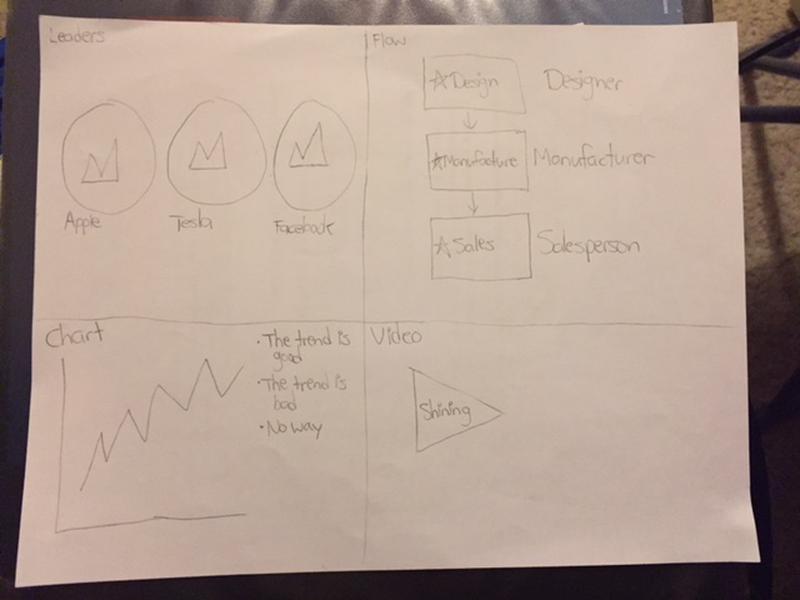 Leaders
Apple
Tesla
Facebook
Flow
☆Design
Designer
☆Manufacture
Manufacturer
☆Sales
Salesperson
Chart
· The trend is
good
· The trend is
bad
· No way
Video
Shining